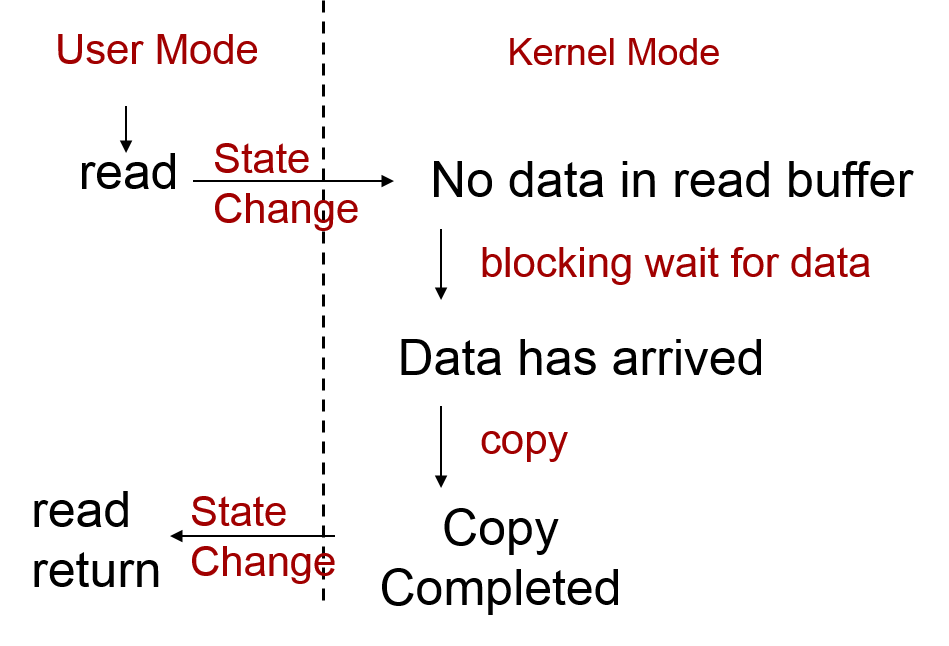 User Mode
Kernel Mode
read
State
Change
No data in read buffer
blocking wait for data
Data has arrived
copy
Copy
Completed
State
Change
read
return